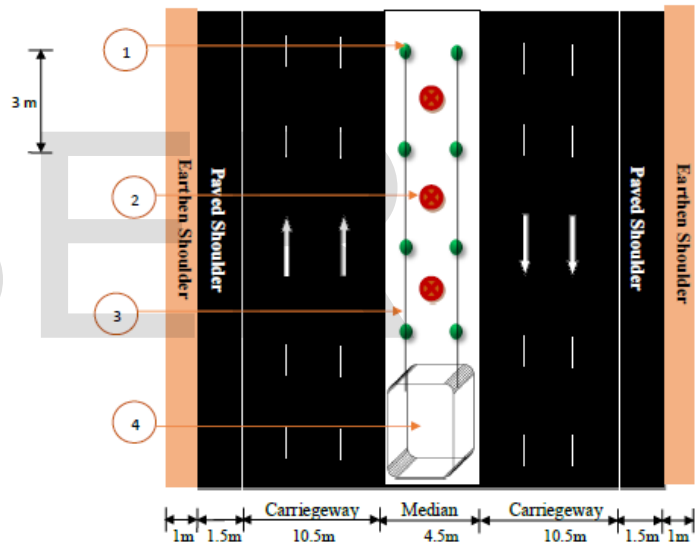 1
3 m
2
3
4
Earthen Shoulder
Paved Shoulder
Paved Shoulder
Earthen Shoulder
Carriegeway Median Carriegeway
1m 1.5m 10.5m 4.5m 10.5m 1.5m 1m